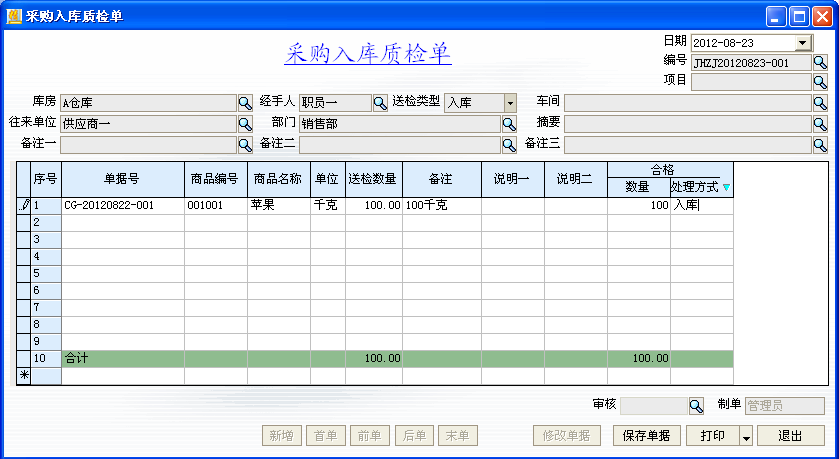 采购入库质检单
采购入库质检单
日期 2012-08-23
编号 JHZJ20120823-001
项目
库房 A仓库 经手人 职员一 送检类型 入库 车间
往来单位 供应商一 部门 销售部 摘要
备注一 备注二 备注三
序号 单据号 商品编号 商品名称 单位 送检数量 备注 说明一 说明二 合格
数量 处理方式
1 CG-20120822-001 001001 苹果 千克 100.00 100千克 100 入库
2
3
4
5
6
7
8
9
10 合计 100.00 100.00
审核 制单 管理员
新增 首单 前单 后单 末单 修改单据 保存单据 打印 退出